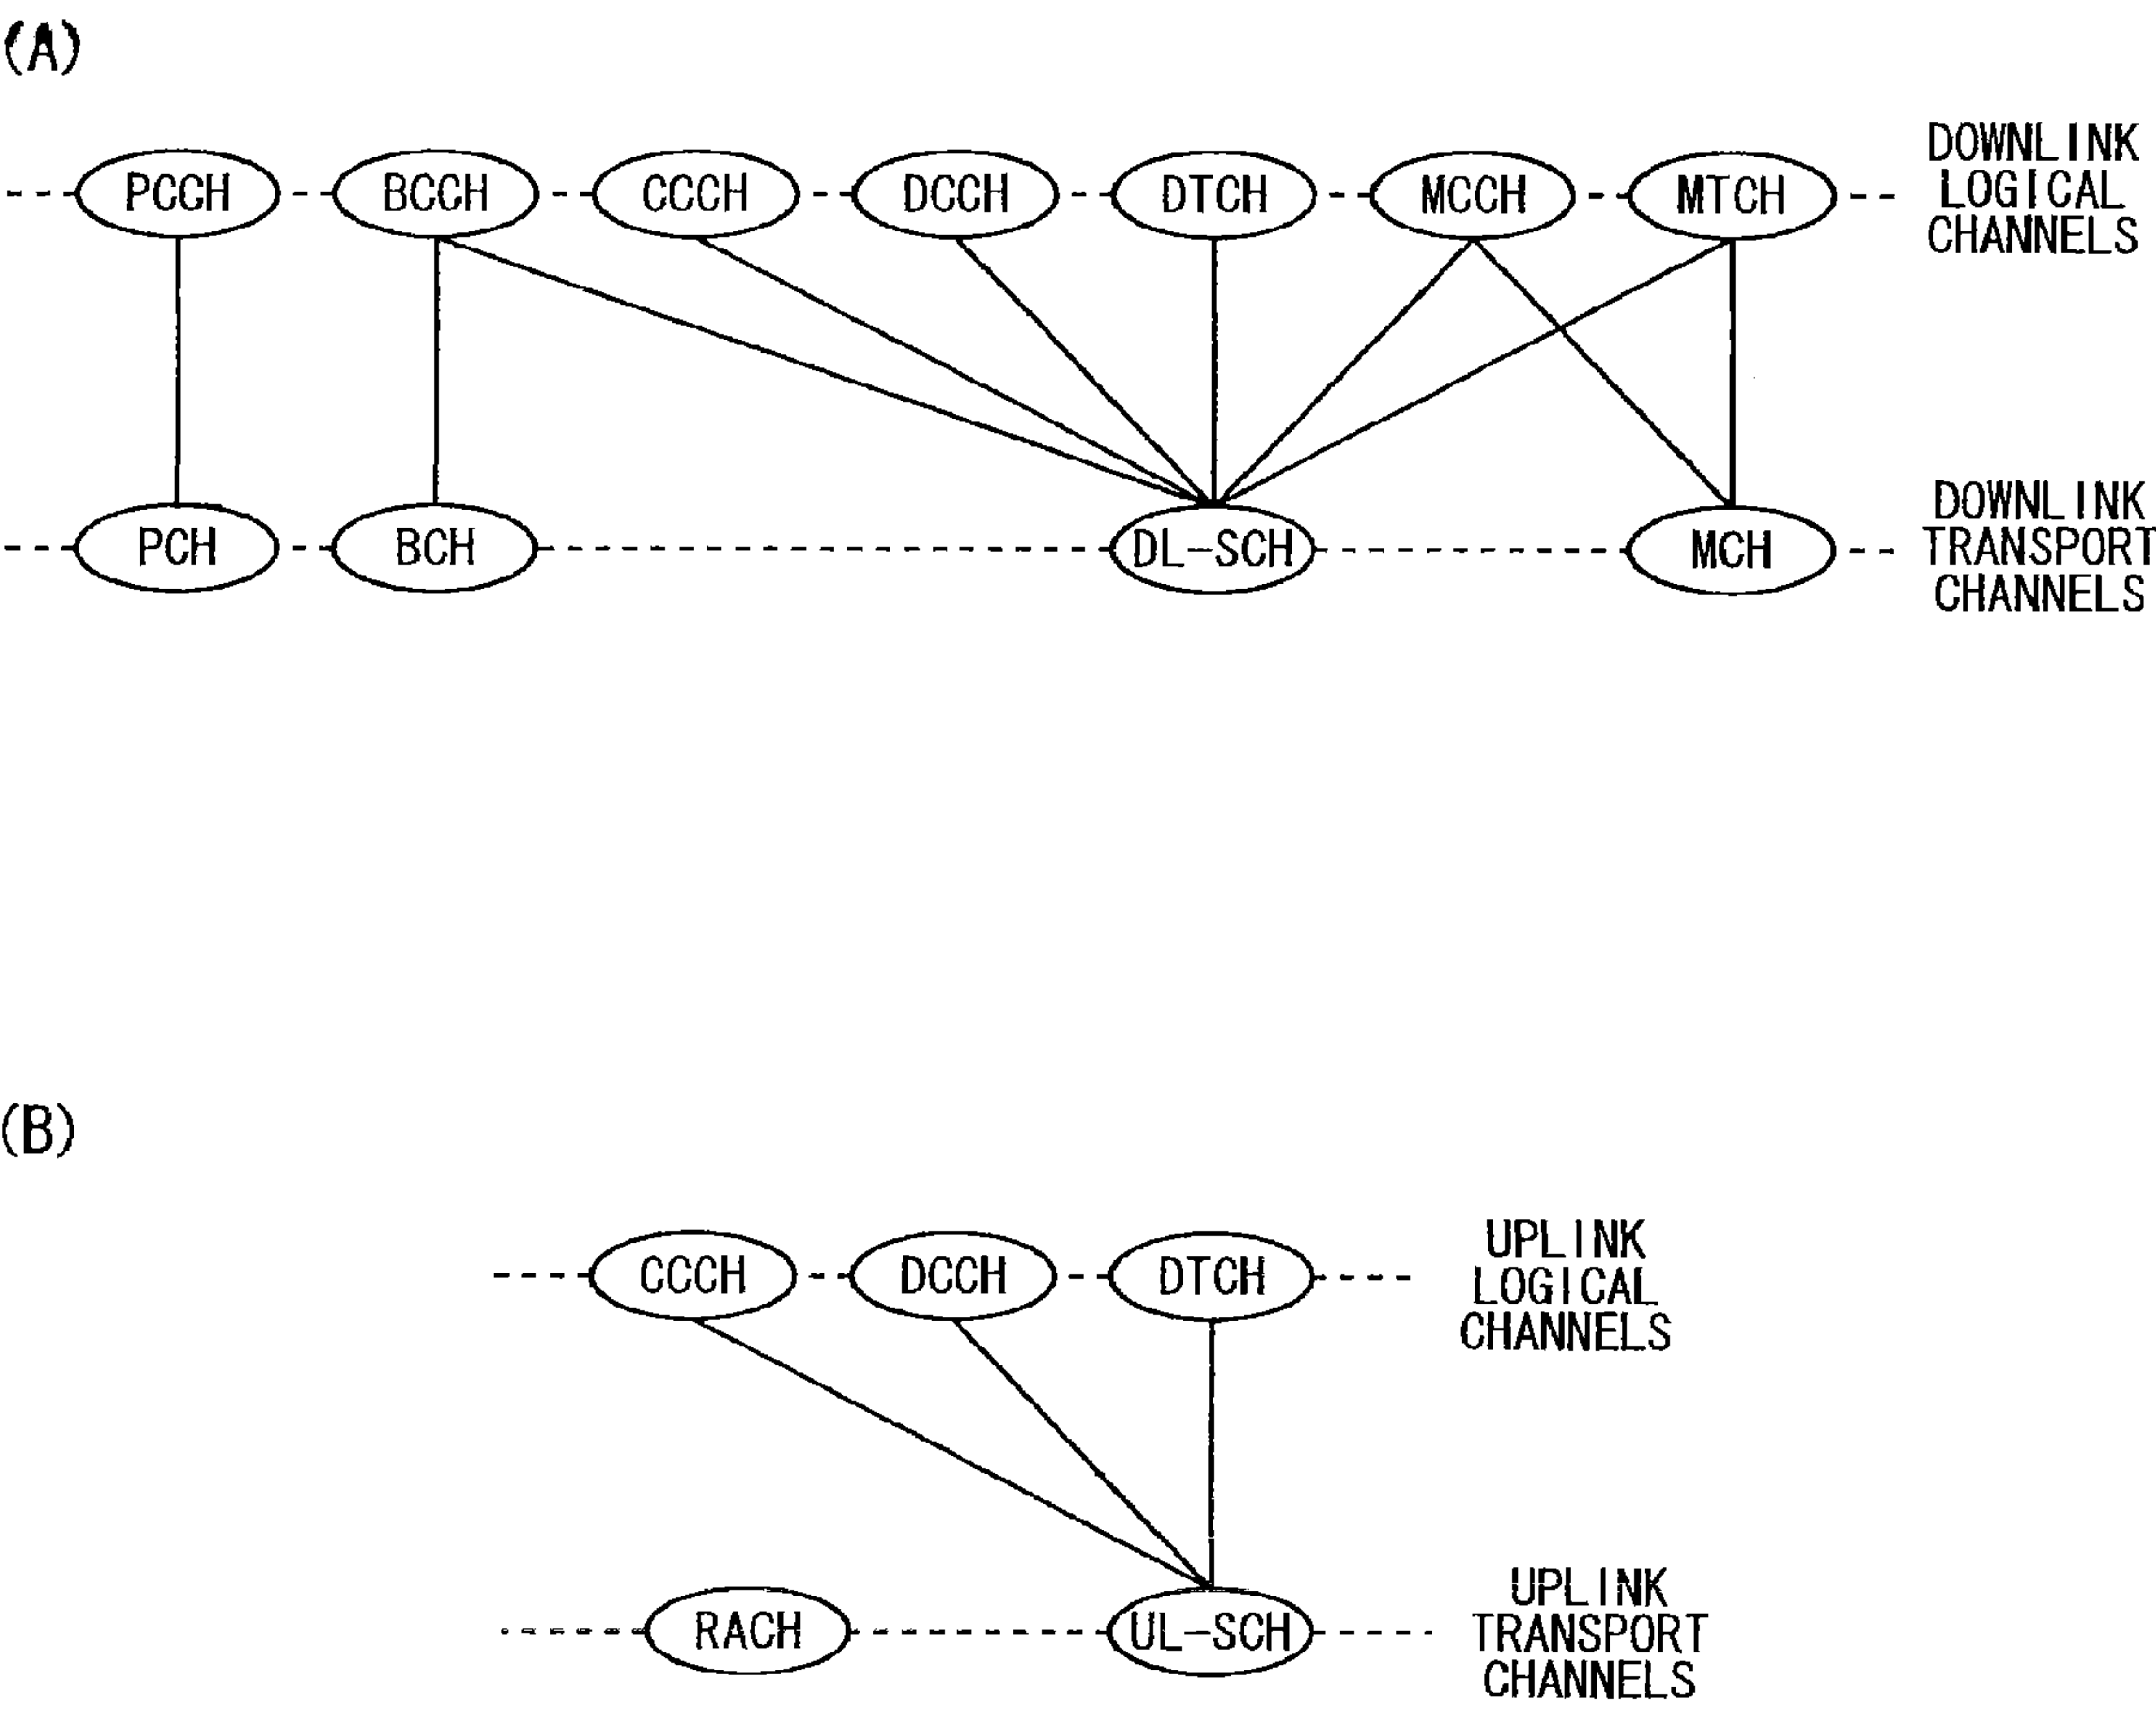 (A)
PCCH BCCH CCCH DCCH DTCH MCCH MTCH
DOWNLINK
LOGICAL
CHANNELS
PCH BCH DL-SCH MCH
DOWNLINK
TRANSPORT
CHANNELS
(B)
CCCH DCCH DTCH
UPLINK
LOGICAL
CHANNELS
RACH UL-SCH
UPLINK
TRANSPORT
CHANNELS